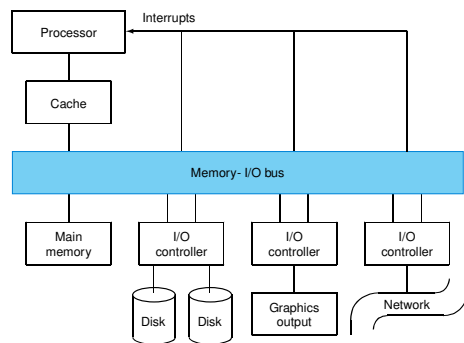 Interrupts
Processor
Cache
Memory- I/O bus
Main
memory
I/O
controller
I/O
controller
I/O
controller
Disk
Disk
Graphics
output
Network